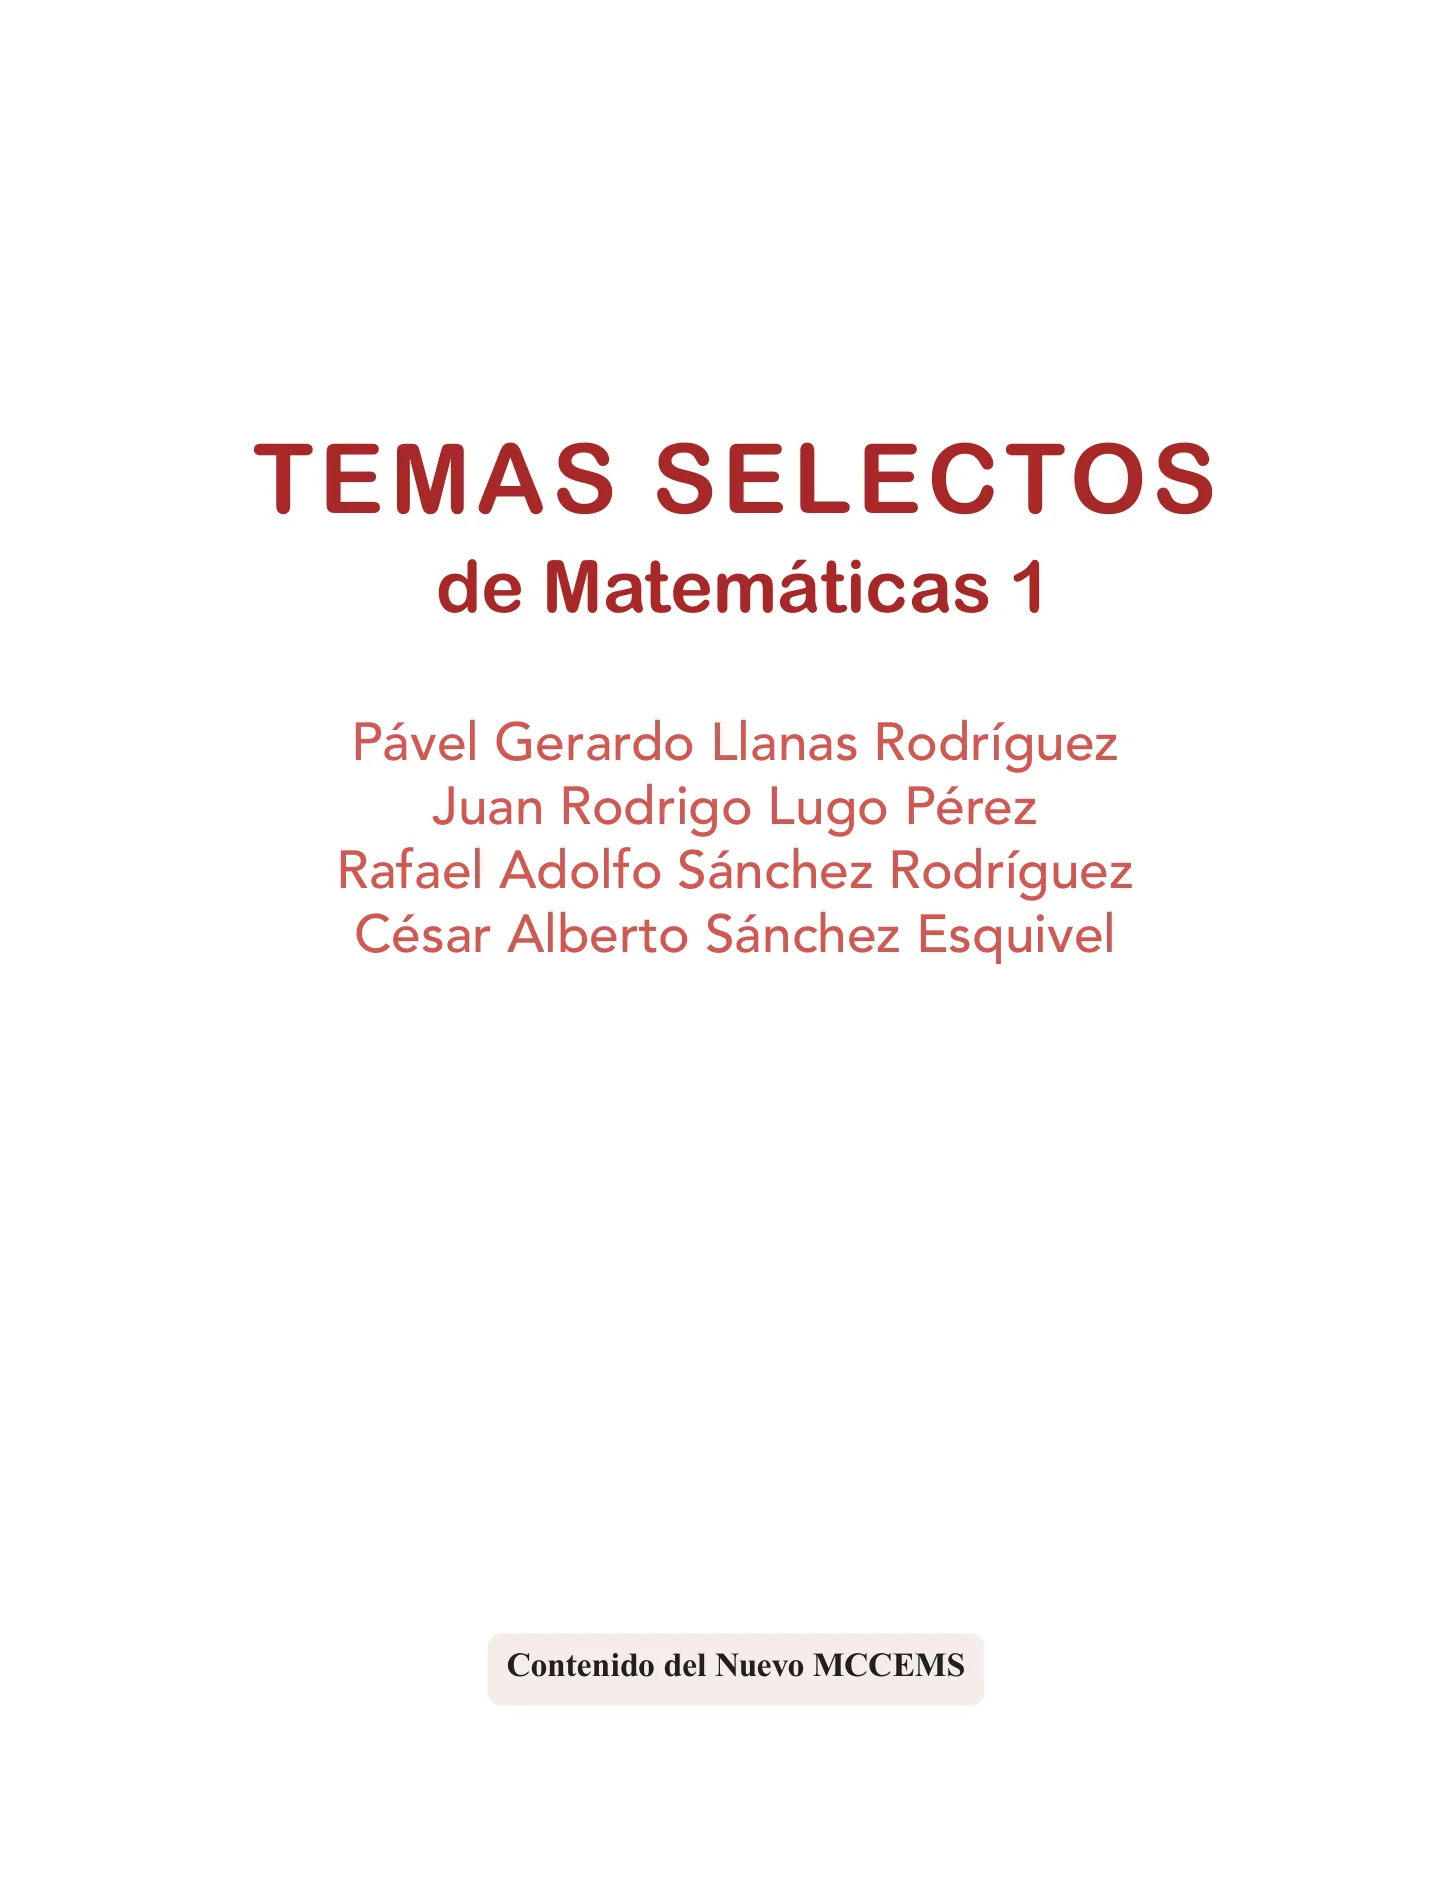 TEMAS SELECTOS
de Matemáticas 1
Pável Gerardo Llanas Rodríguez
Juan Rodrigo Lugo Pérez
Rafael Adolfo Sánchez Rodríguez
César Alberto Sánchez Esquivel
Contenido del Nuevo MCCEMS